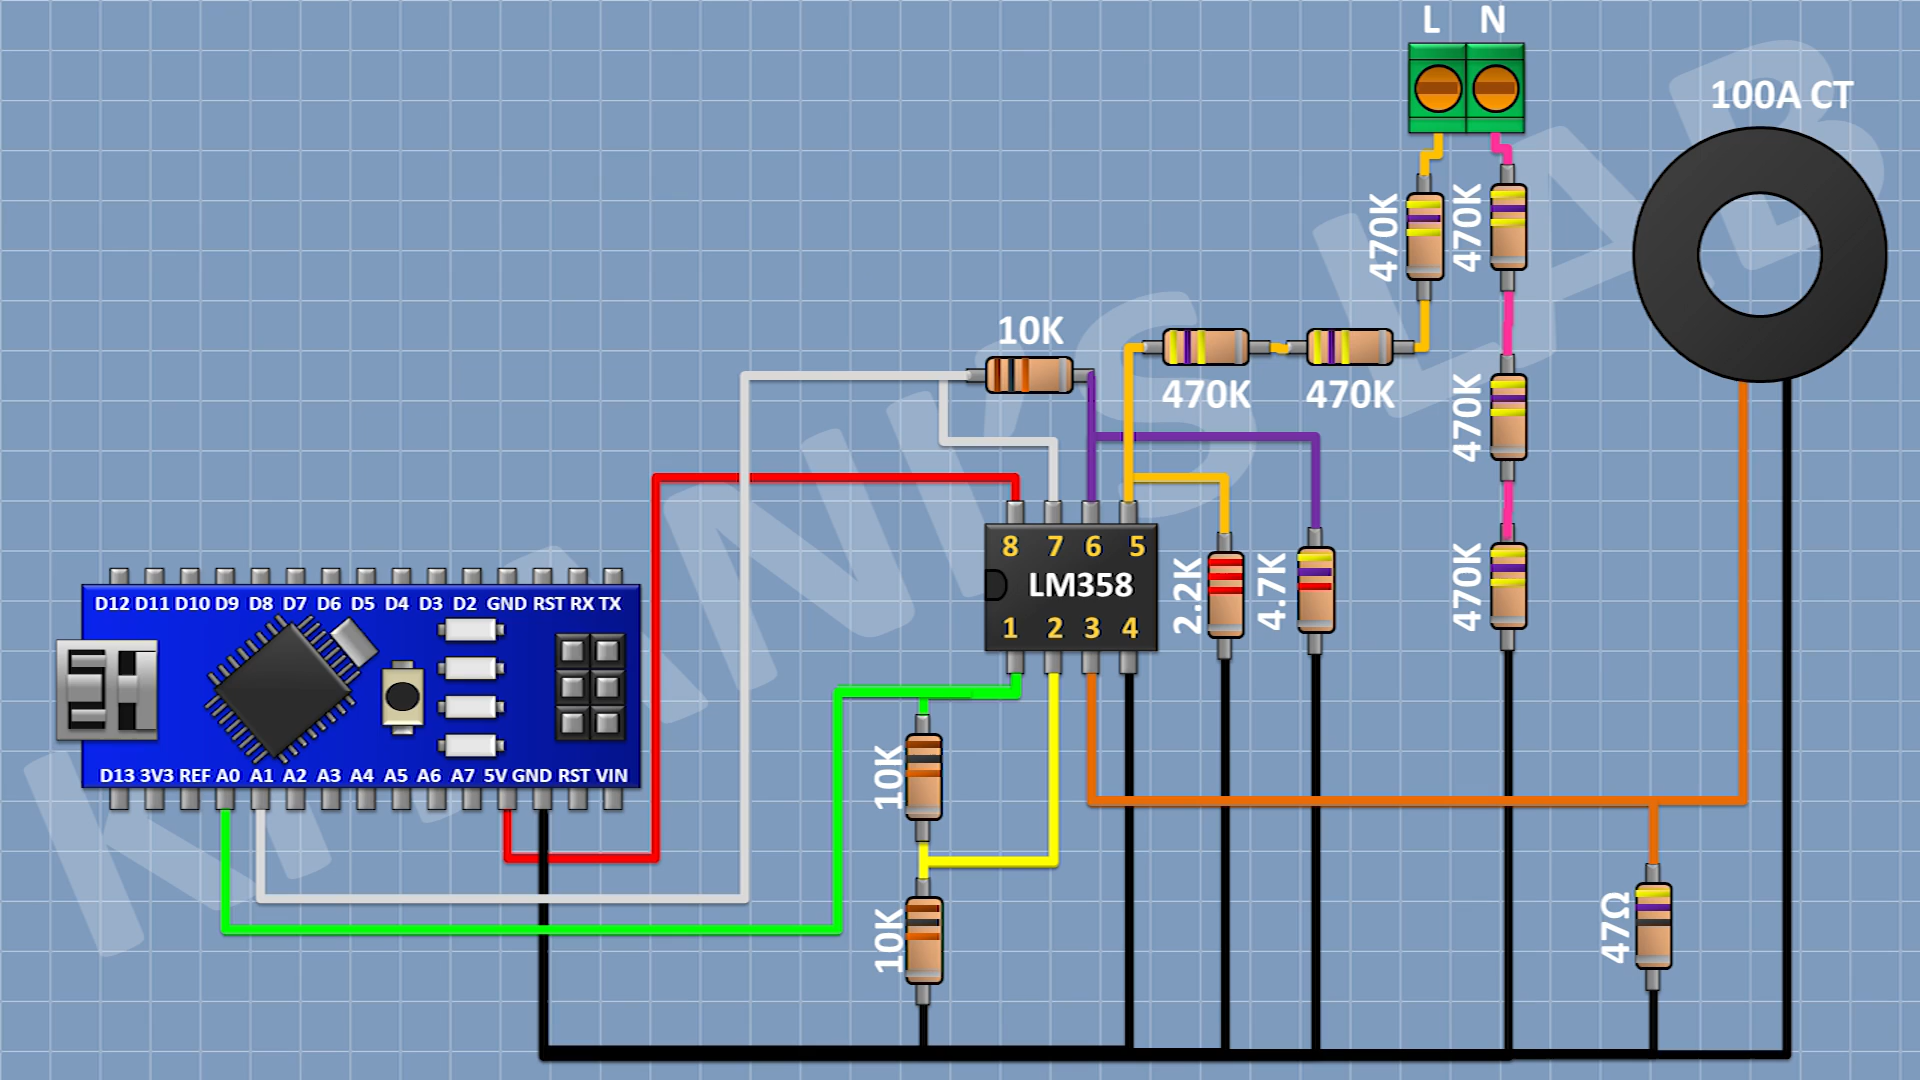 L N
100A CT
470K
470K
10K
470K
470K
470K
8 7 6 5
LM358
1 2 3 4
2.2K
4.7K
470K
D12 D11 D10 D9 D8 D7 D6 D5 D4 D3 D2 GND RST RX TX
D13 3V3 REF A0 A1 A2 A3 A4 A5 A6 A7 5V GND RST VIN
10K
10K
47Ω